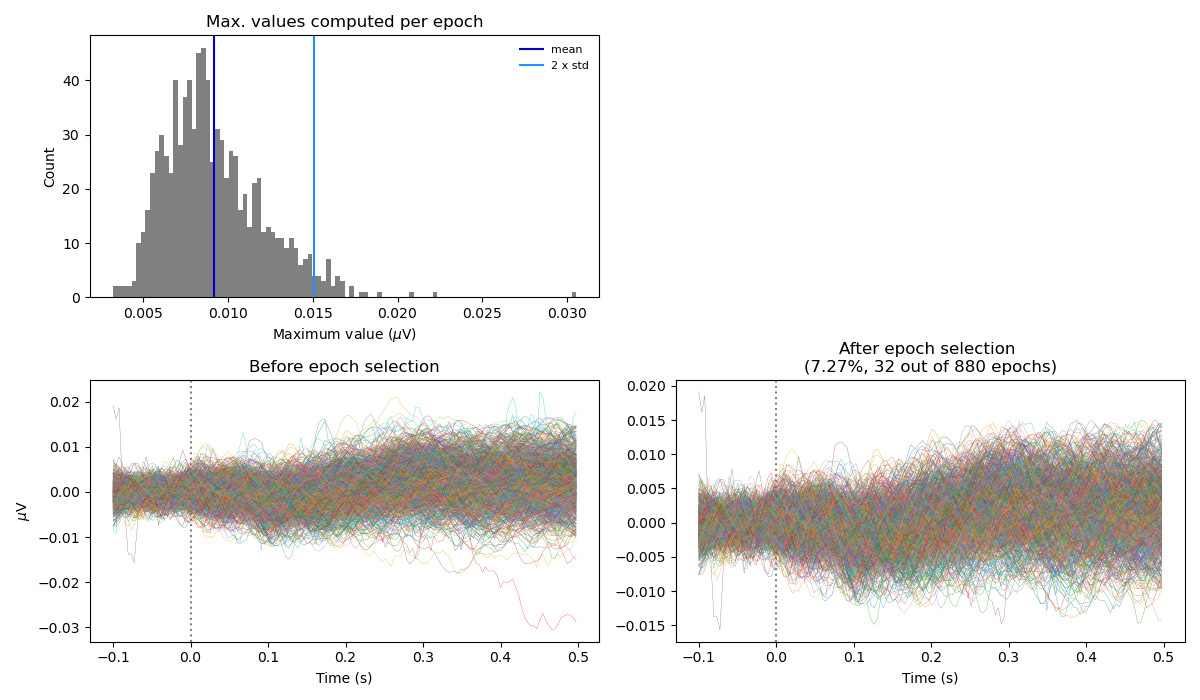 Max. values computed per epoch
mean
2 x std
Count
40
30
20
10
0
0.005 0.010 0.015 0.020 0.025 0.030
Maximum value (μV)
Before epoch selection
μV
0.02
0.01
0.00
−0.01
−0.02
−0.03
−0.1 0.0 0.1 0.2 0.3 0.4 0.5
Time (s)
After epoch selection
(7.27%, 32 out of 880 epochs)
0.020
0.015
0.010
0.005
0.000
−0.005
−0.010
−0.015
−0.1 0.0 0.1 0.2 0.3 0.4 0.5
Time (s)